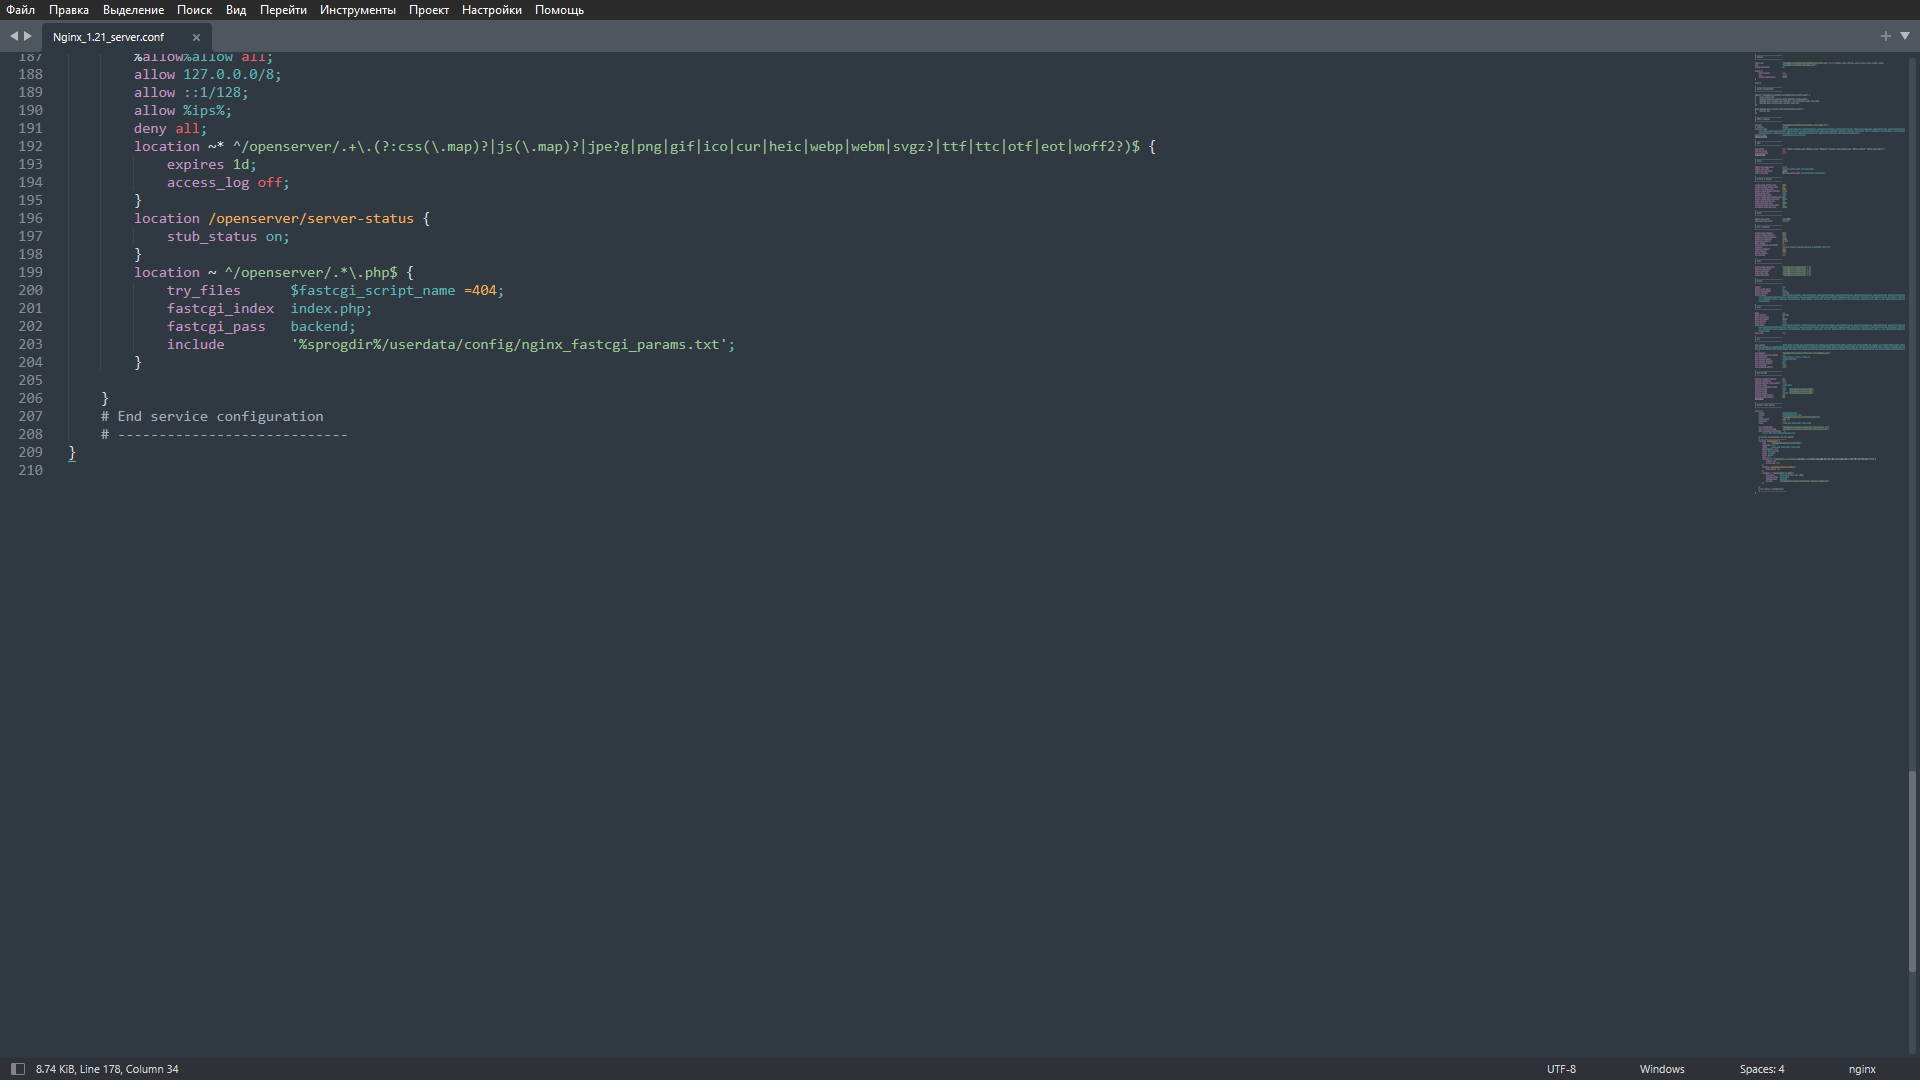 Файл Правка Выделение Поиск Вид Перейти Инструменты Проект Настройки Помощь
Nginx_1.21_server.conf ×
187 %allow%allow all;
188 allow 127.0.0.0/8;
189 allow ::1/128;
190 allow %ips%;
191 deny all;
192 location ~* ^/openserver/.+\.(?:css(\.map)?|js(\.map)?|jpe?g|png|gif|ico|cur|heic|webp|webm|svgz?|ttf|ttc|otf|eot|woff2?)$ {
193 expires 1d;
194 access_log off;
195 }
196 location /openserver/server-status {
197 stub_status on;
198 }
199 location ~ ^/openserver/.*\.php$ {
200 try_files $fastcgi_script_name =404;
201 fastcgi_index index.php;
202 fastcgi_pass backend;
203 include '%sprogdir%/userdata/config/nginx_fastcgi_params.txt';
204 }
205
206 }
207 # End service configuration
208 # ----------------------------
209 }
210
8.74 KiB, Line 178, Column 34 UTF-8 Windows Spaces: 4 nginx